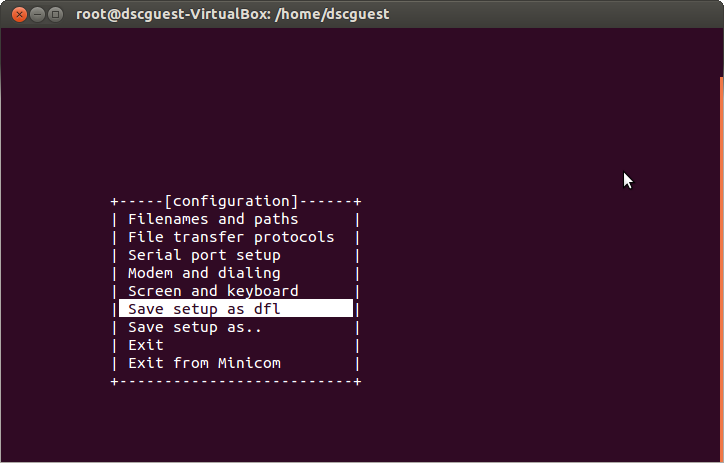 root@dscguest-VirtualBox: /home/dscguest
+-----[configuration]------+
| Filenames and paths      |
| File transfer protocols  |
| Serial port setup        |
| Modem and dialing        |
| Screen and keyboard      |
| Save setup as dfl        |
| Save setup as..          |
| Exit                     |
| Exit from Minicom        |
+--------------------------+